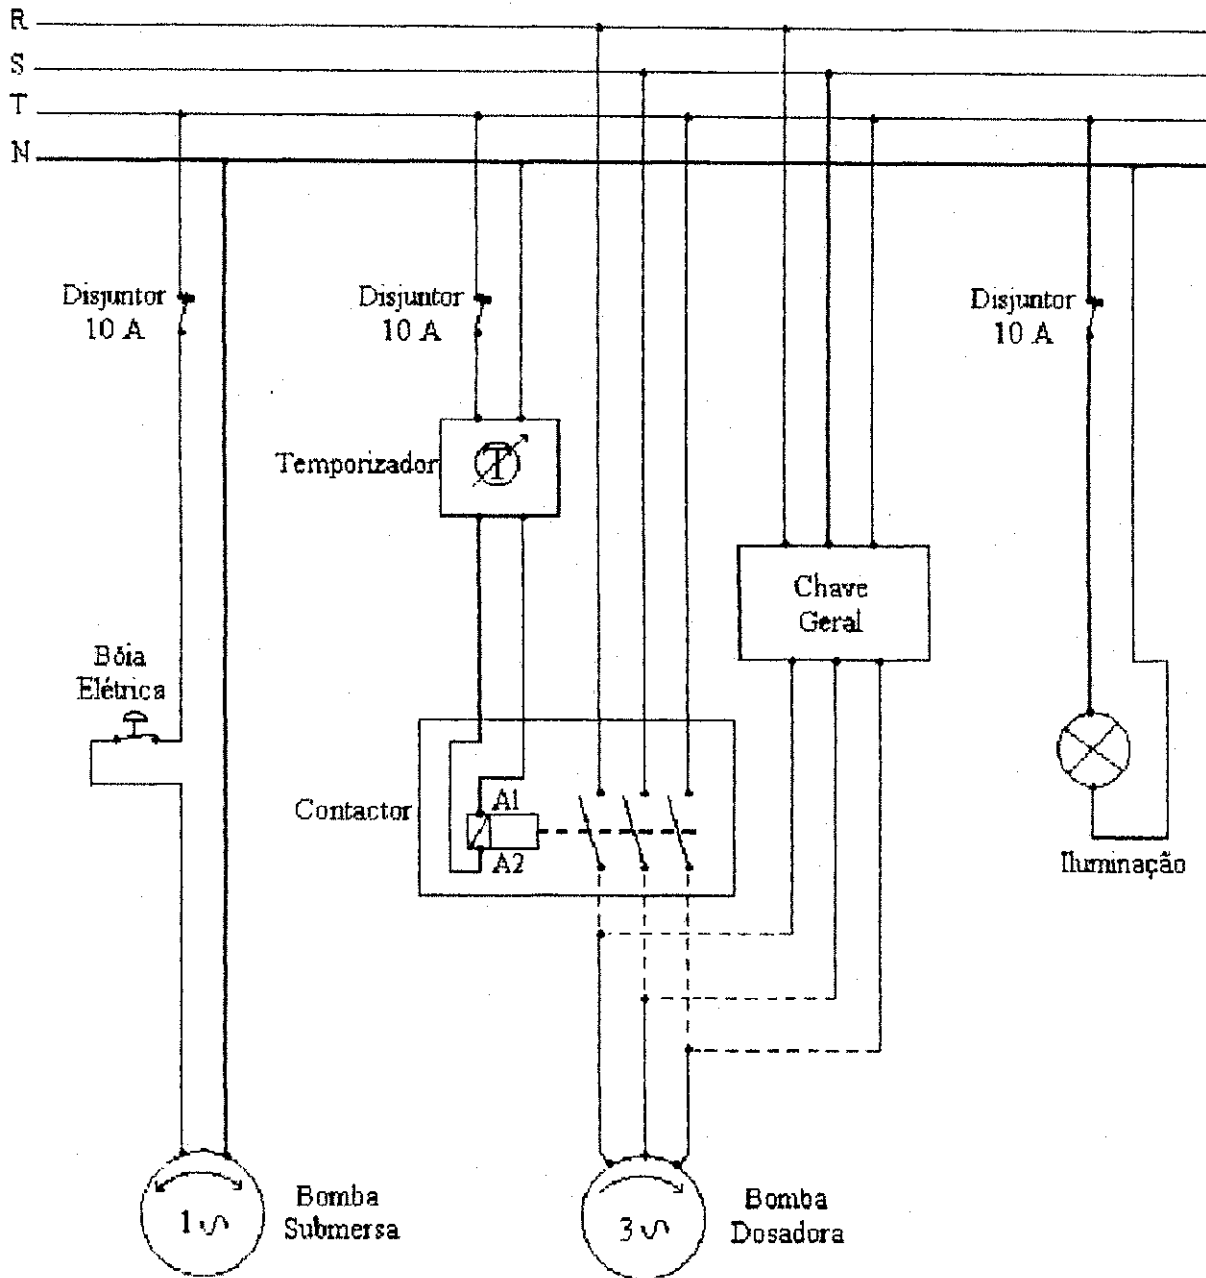 R
S
T
N
Disjuntor
10 A
Disjuntor
10 A
Disjuntor
10 A
Temporizador
T
Chave
Geral
Bóia
Elétrica
Contactor
A1
A2
Iluminação
1
Bomba
Submersa
3
Bomba
Dosadora